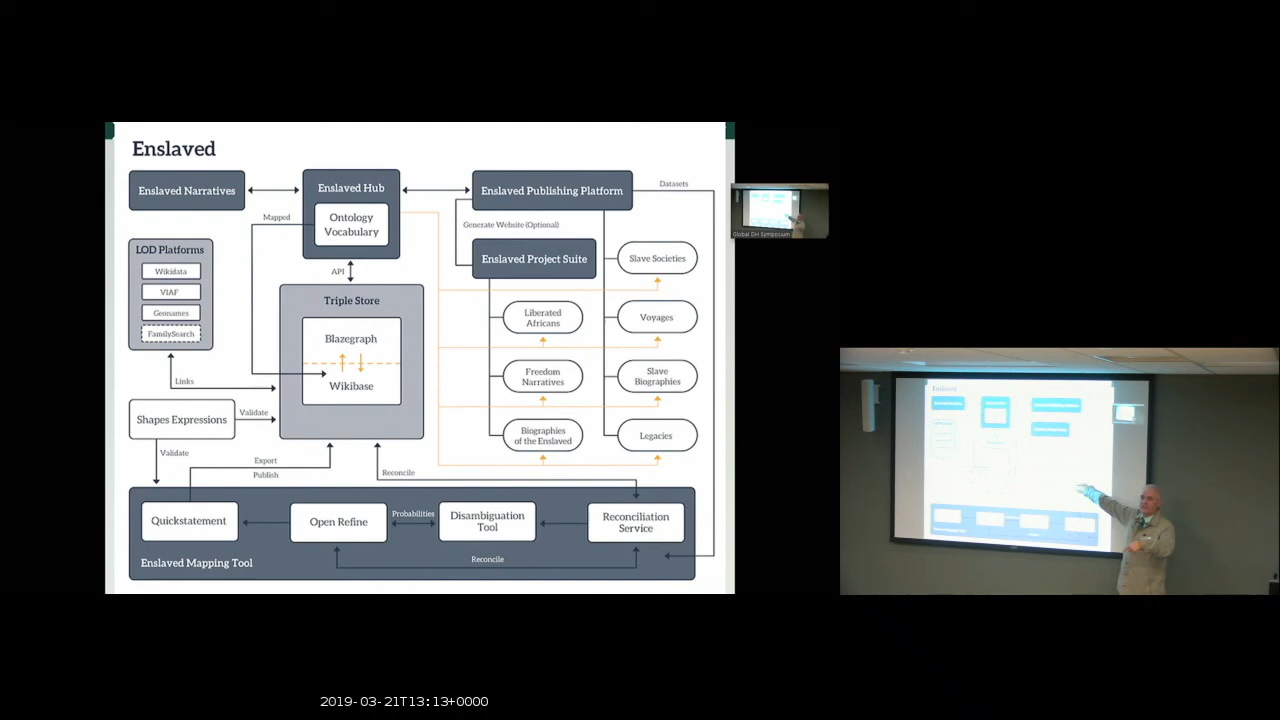 Enslaved
Enslaved Narratives
Enslaved Hub
Ontology
Vocabulary
Enslaved Publishing Platform
Datasets
Mapped
Generate Website (Optional)
LOD Platforms
Wikidata
VIAF
Geonames
FamilySearch
API
Enslaved Project Suite
Slave Societies
Triple Store
Blazegraph
Wikibase
Liberated
Africans
Voyages
Freedom
Narratives
Slave
Biographies
Links
Shapes Expressions
Validate
Biographies
of the Enslaved
Legacies
Validate
Export
Publish
Reconcile
Quickstatement
Open Refine
Probabilities
Disambiguation
Tool
Reconciliation
Service
Reconcile
Enslaved Mapping Tool
Global DH Symposium
Enslaved
2019-03-21T13:13+0000